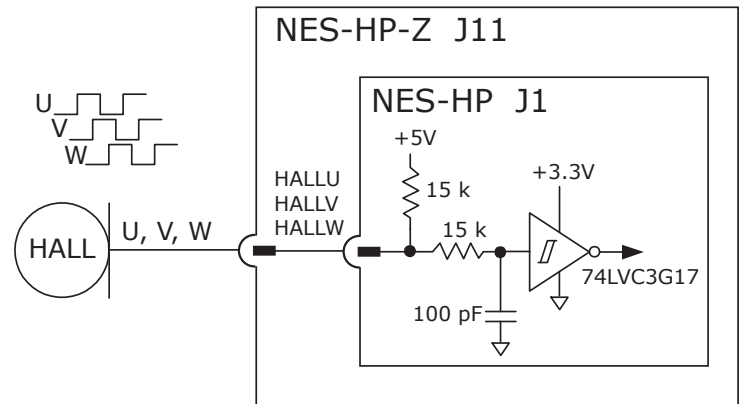 NES-HP-Z J11
NES-HP J1
U
V
W
+5V
+3.3V
15 k
HALLU
HALLV
HALLW
15 k
HALL
U, V, W
74LVC3G17
100 pF